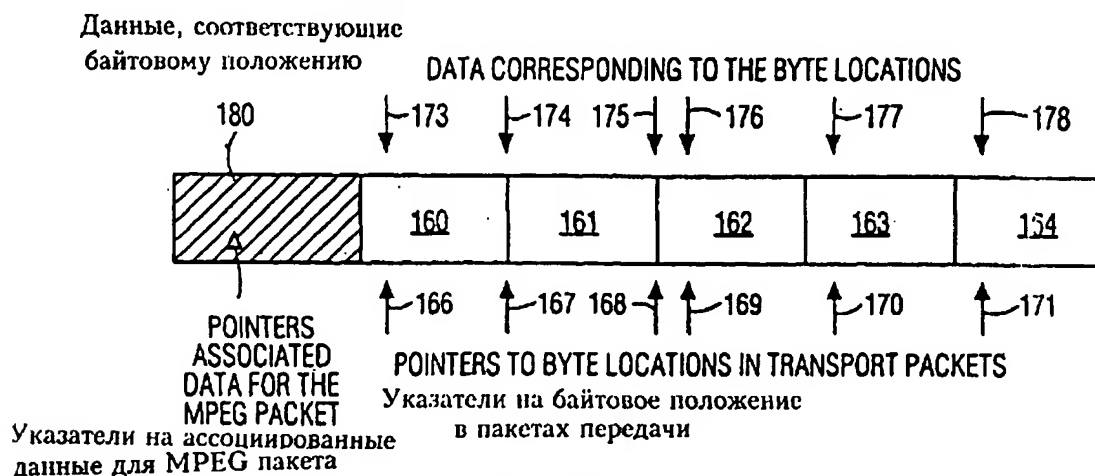 Данные, соответствующие
байтовому положению
DATA CORRESPONDING TO THE BYTE LOCATIONS
180
173
174
175
176
177
178
160
161
162
163
164
166
167
168
169
170
171
POINTERS
ASSOCIATED
DATA FOR THE
MPEG PACKET
POINTERS TO BYTE LOCATIONS IN TRANSPORT PACKETS
Указатели на байтовое положение
в пакетах передачи
Указатели на ассоциированные
данные для MPEG пакета